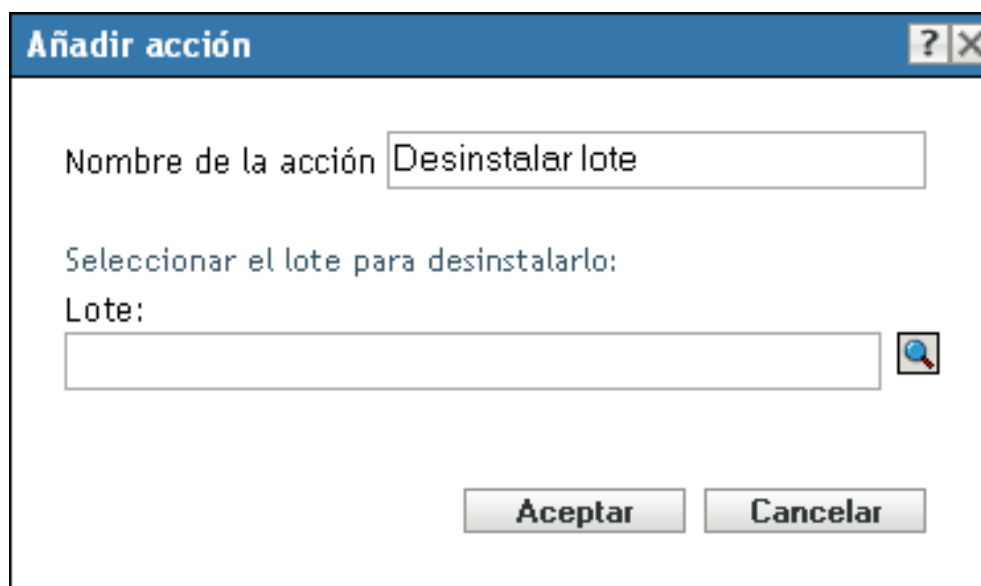 Añadir acción ?
Nombre de la acción Desinstalar lote
Seleccionar el lote para desinstalarlo:
Lote:
Aceptar Cancelar